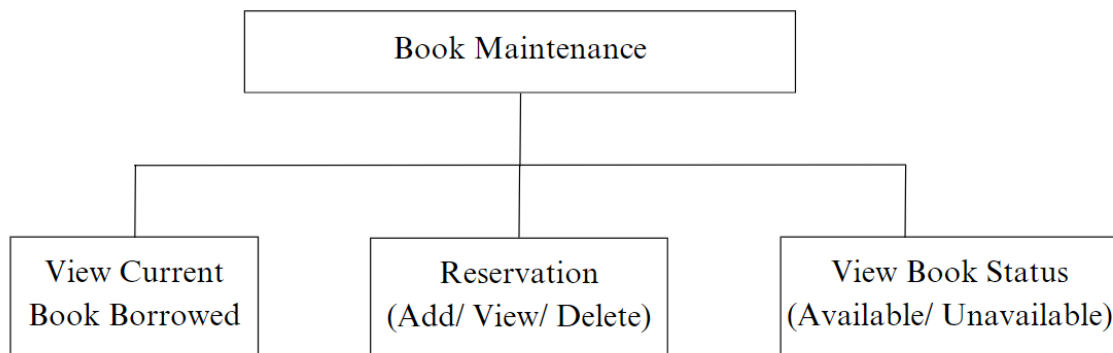 Book Maintenance
View Current
Book Borrowed
Reservation
(Add/ View/ Delete)
View Book Status
(Available/ Unavailable)